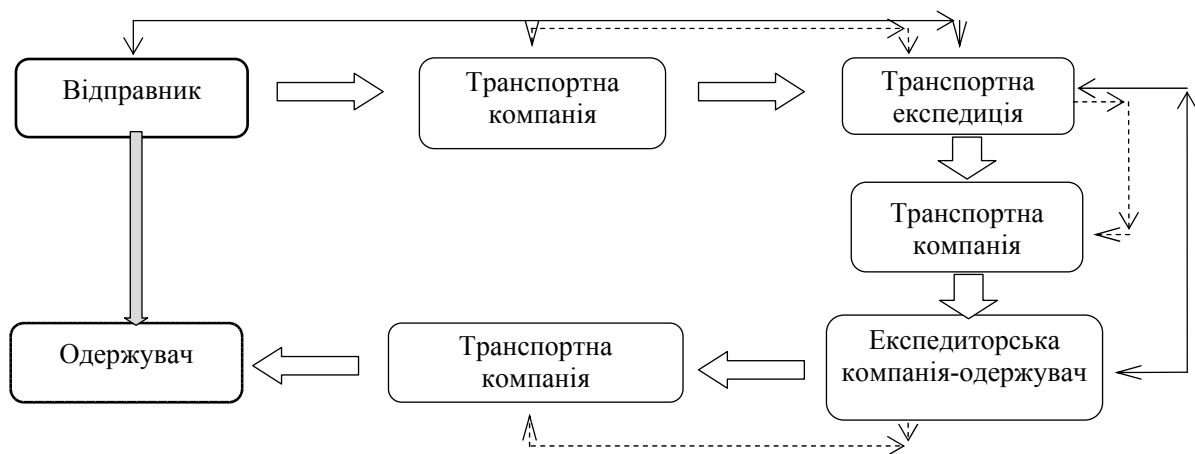 Відправник
Транспортна
компанія
Транспортна
експедиція
Транспортна
компанія
Одержувач
Транспортна
компанія
Експедиторська
компанія-одержувач